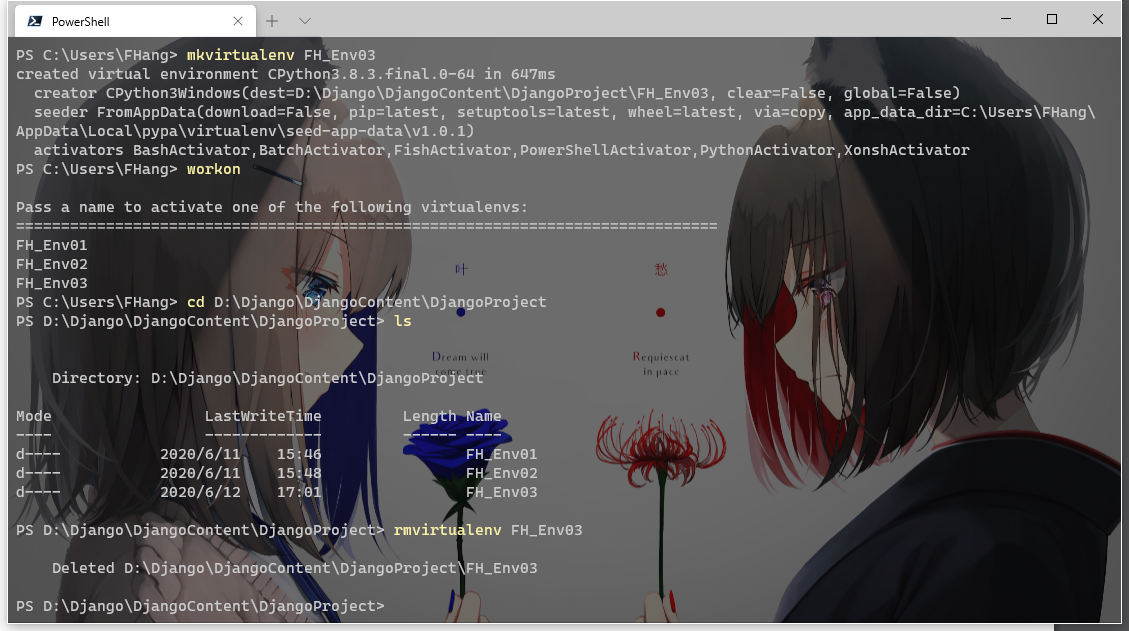 PowerShell
PS C:\Users\FHang> mkvirtualenv FH_Env03
created virtual environment CPython3.8.3.final.0-64 in 647ms
  creator CPython3Windows(dest=D:\Django\DjangoContent\DjangoProject\FH_Env03, clear=False, global=False)
  seeder FromAppData(download=False, pip=latest, setuptools=latest, wheel=latest, via=copy, app_data_dir=C:\Users\FHang\
AppData\Local\pypa\virtualenv\seed-app-data\v1.0.1)
  activators BashActivator,BatchActivator,FishActivator,PowerShellActivator,PythonActivator,XonshActivator
PS C:\Users\FHang> workon
Pass a name to activate one of the following virtualenvs:
==============================================================================
FH_Env01
FH_Env02
FH_Env03
叶
愁
PS C:\Users\FHang> cd D:\Django\DjangoContent\DjangoProject
PS D:\Django\DjangoContent\DjangoProject> ls
Dream will
come true
Requiescat
in pace
    Directory: D:\Django\DjangoContent\DjangoProject
Mode                 LastWriteTime         Length Name
----                 -------------         ------ ----
d----          2020/6/11    15:46                FH_Env01
d----          2020/6/11    15:48                FH_Env02
d----          2020/6/12    17:01                FH_Env03
PS D:\Django\DjangoContent\DjangoProject> rmvirtualenv FH_Env03
    Deleted D:\Django\DjangoContent\DjangoProject\FH_Env03
PS D:\Django\DjangoContent\DjangoProject>